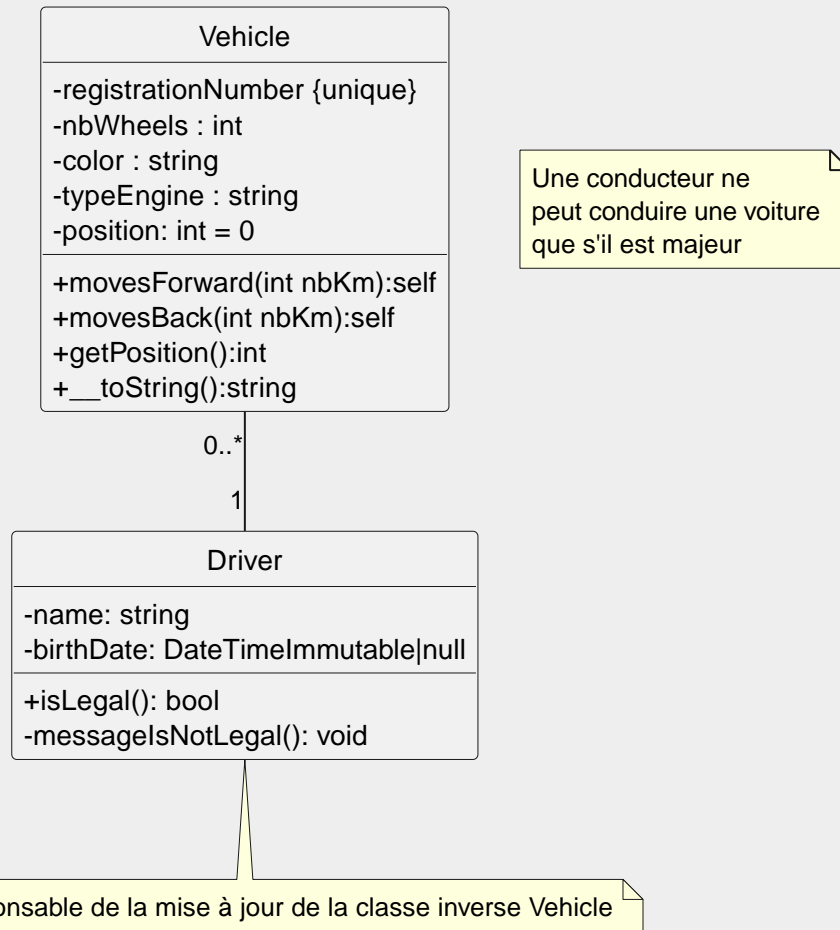 Vehicle
-registrationNumber {unique}
-nbWheels : int
-color : string
-typeEngine : string
-position: int = 0
+movesForward(int nbKm):self
+movesBack(int nbKm):self
+getPosition():int
+__toString():string
Une conducteur ne
peut conduire une voiture
que s'il est majeur
0..*
1
Driver
-name: string
-birthDate: DateTimeImmutable|null
+isLegal(): bool
-messageIsNotLegal(): void
onsable de la mise à jour de la classe inverse Vehicle